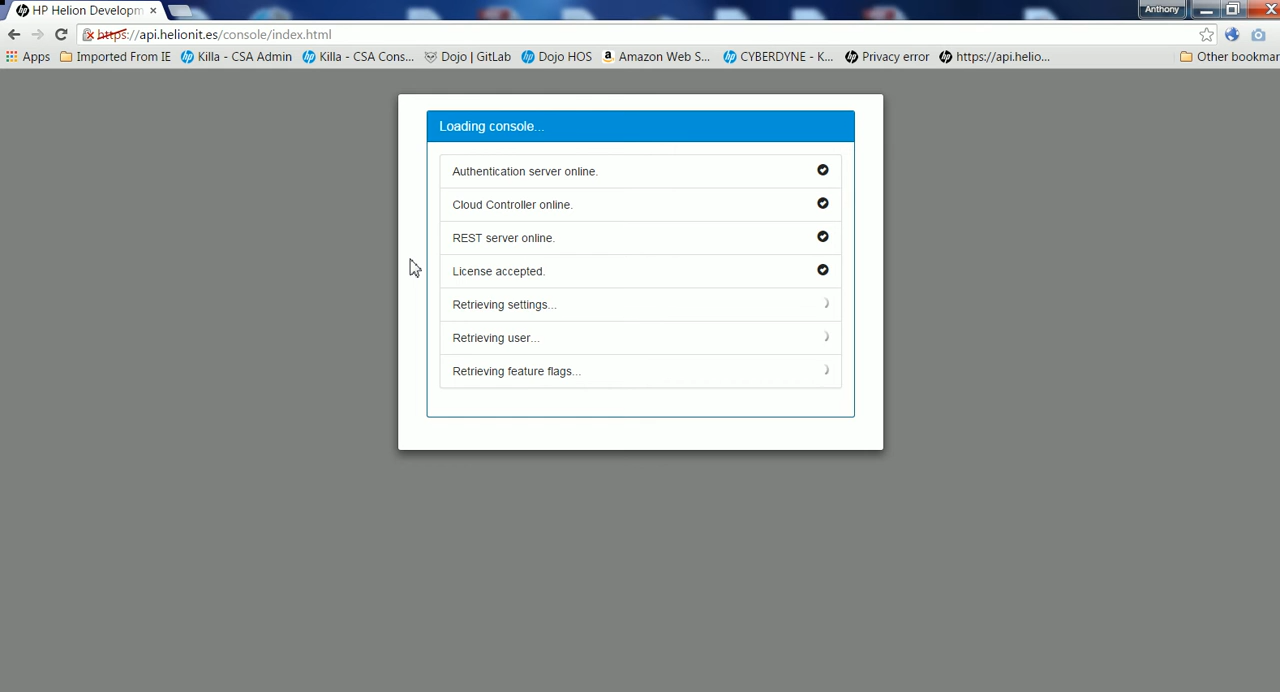 HP Helion Developm
Anthony
https://api.helionit.es/console/index.html
Apps Imported From IE Killa - CSA Admin Killa - CSA Cons... Dojo | GitLab Dojo HOS Amazon Web S... CYBERDYNE - K... Privacy error https://api.helio... Other bookmar
Loading console...
Authentication server online.
Cloud Controller online.
REST server online.
License accepted.
Retrieving settings...
Retrieving user...
Retrieving feature flags...